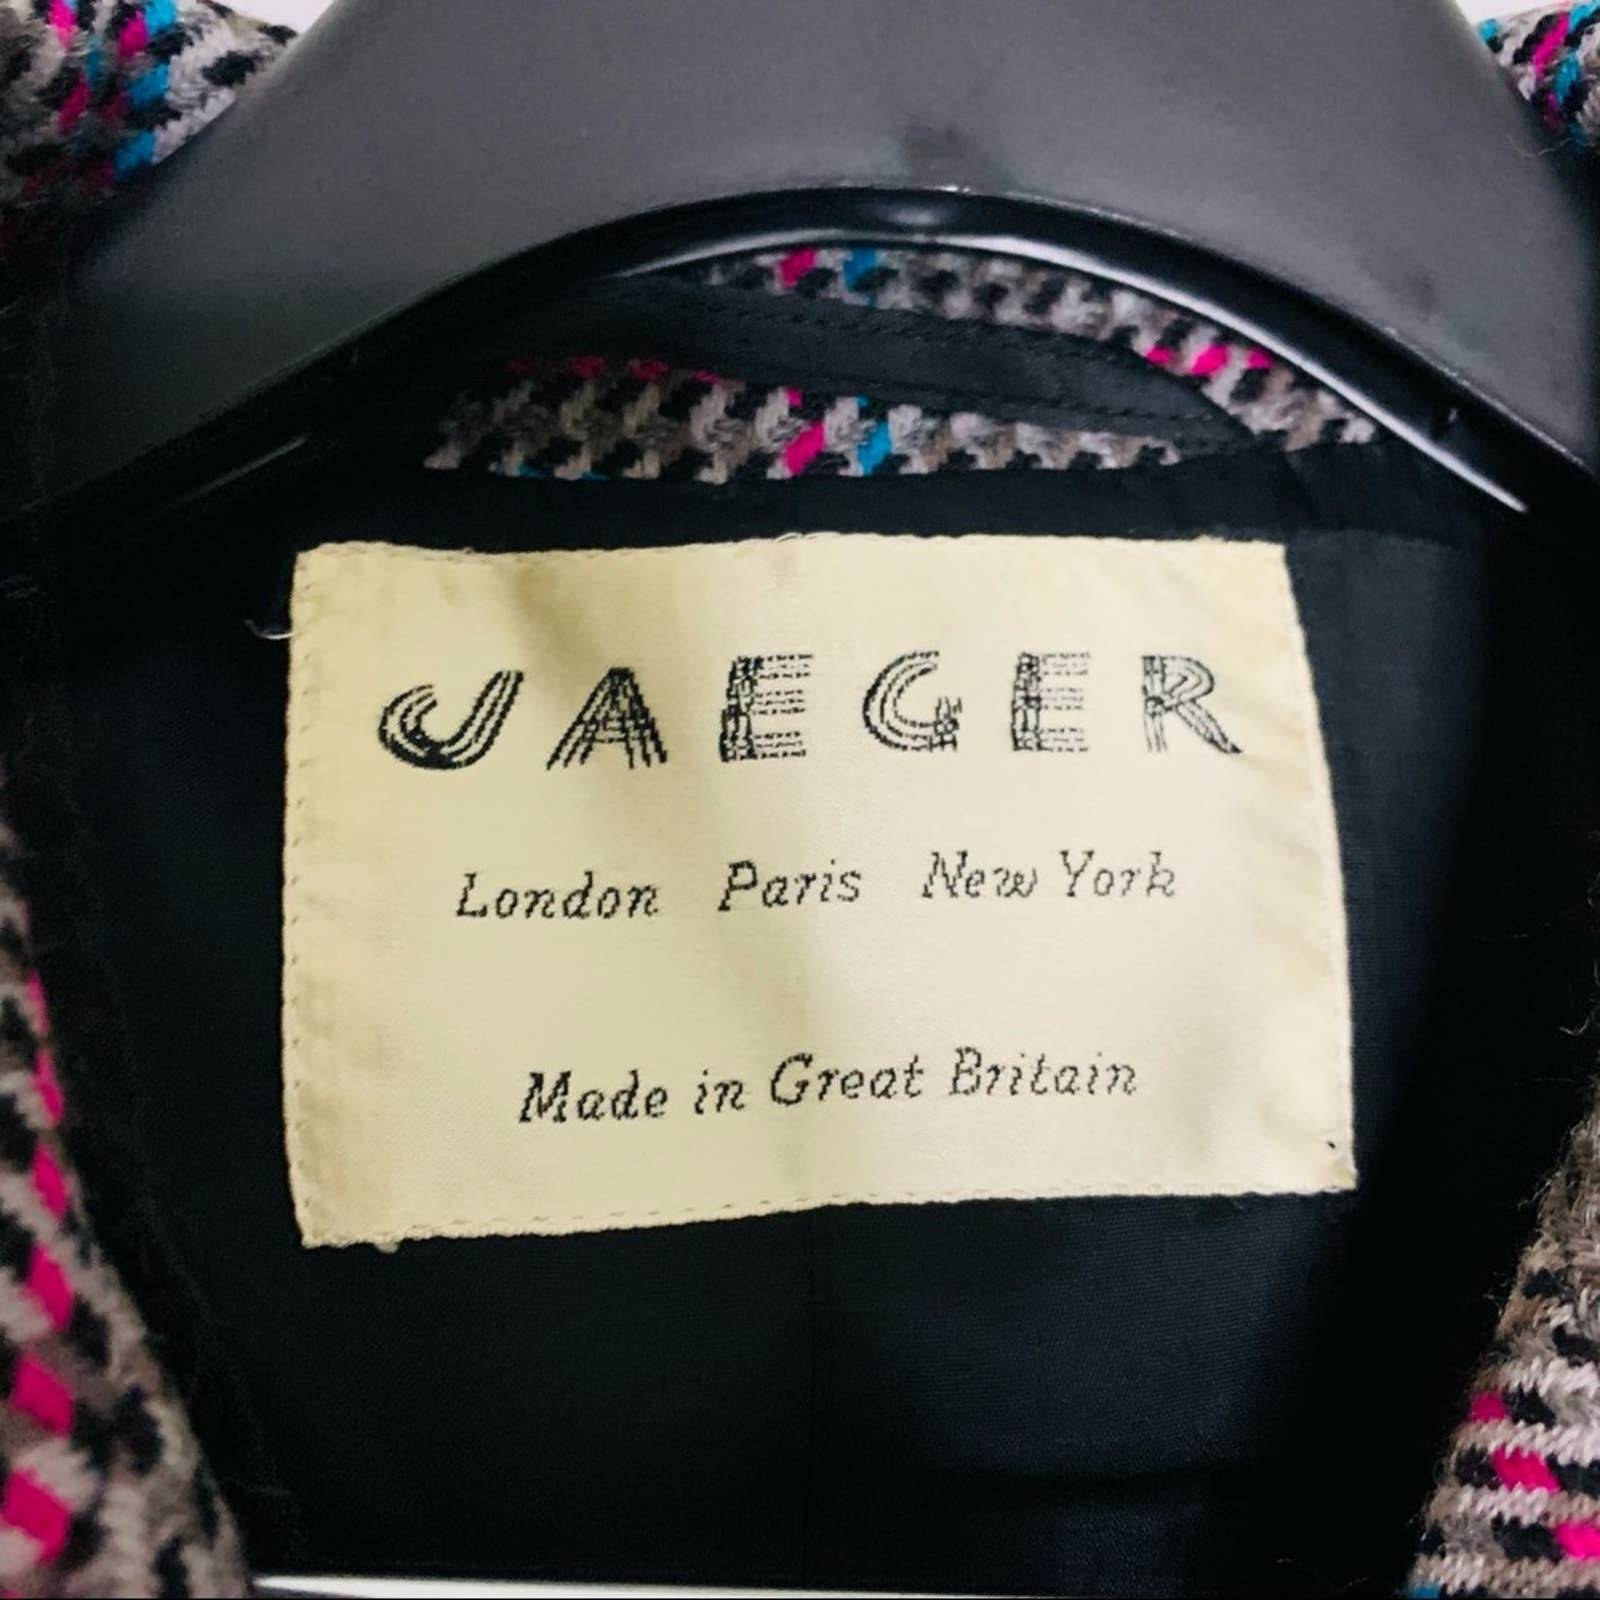 JAEGER
London Paris New York
Made in Great Britain